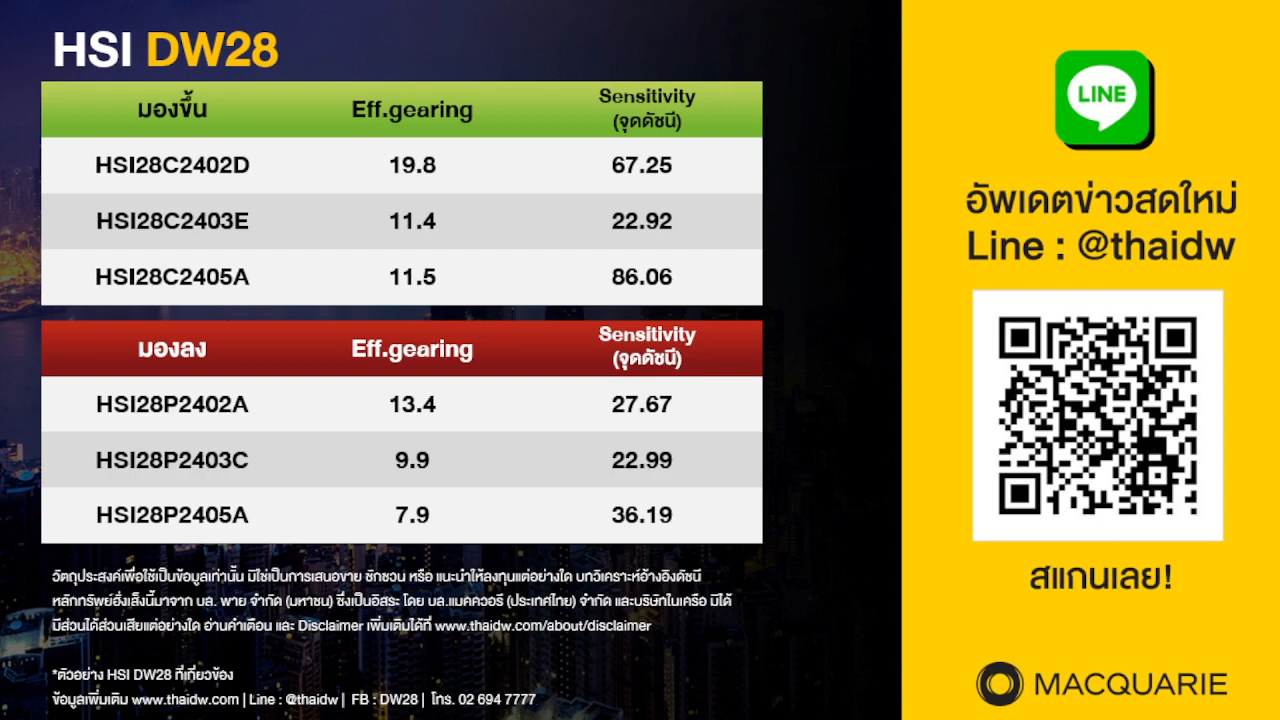 HSI DW28
มองขึ้น Eff.gearing Sensitivity (จุดดัชนี)
HSI28C2402D 19.8 67.25
HSI28C2403E 11.4 22.92
HSI28C2405A 11.5 86.06
มองลง Eff.gearing Sensitivity (จุดดัชนี)
HSI28P2402A 13.4 27.67
HSI28P2403C 9.9 22.99
HSI28P2405A 7.9 36.19
วัตถุประสงค์เพื่อใช้เป็นข้อมูลเท่านั้น มิใช่เป็นการเสนอขาย ชักชวน หรือ แนะนำให้ลงทุนแต่อย่างใด บทวิเคราะห์อ้างอิงดัชนี
หลักทรัพย์ฮั่งเส็งนี้มาจาก บล. พาย จำกัด (มหาชน) ซึ่งเป็นอิสระ โดย บล.แมคควอรี (ประเทศไทย) จำกัด และบริษัทในเครือ มิได้
มีส่วนได้ส่วนเสียแต่อย่างใด อ่านคำเตือน และ Disclaimer เพิ่มเติมได้ที่ www.thaidw.com/about/disclaimer
*ตัวอย่าง HSI DW28 ที่เกี่ยวข้อง
ข้อมูลเพิ่มเติม www.thaidw.com | Line : @thaidw | FB : DW28 | โทร. 02 694 7777
LINE
อัพเดตข่าวสดใหม่
Line : @thaidw
สแกนเลย!
MACQUARIE